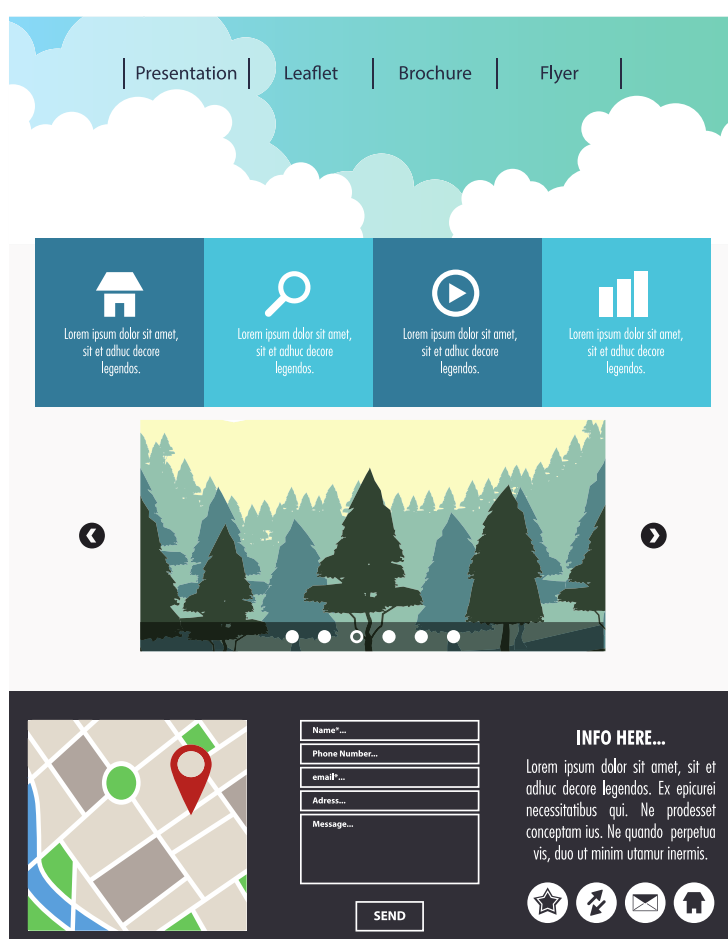 Presentation
Leaflet
Brochure
Flyer
Lorem ipsum dolor sit amet,
sit et adhuc decore
legendos.
Lorem ipsum dolor sit amet,
sit et adhuc decore
legendos.
Lorem ipsum dolor sit amet,
sit et adhuc decore
legendos.
Lorem ipsum dolor sit amet,
sit et adhuc decore
legendos.
Name*...
Phone Number...
email*...
Adress...
Message...
SEND
INFO HERE...
Lorem ipsum dolor sit amet, sit et
adhuc decore legendos. Ex epicurei
necessitatibus qui. Ne prodesset
conceptam ius. Ne quando perpetua
vis, duo ut minim utamur inermis.